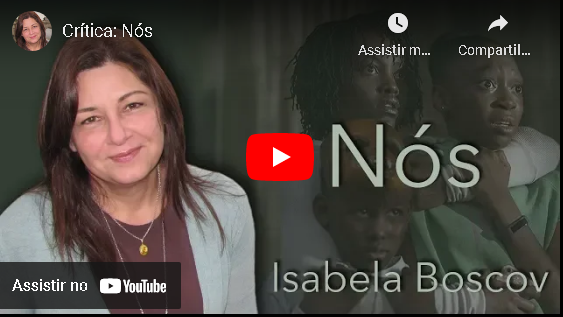 Crítica: Nós
Assistir m...
Compartil...
Nós
Isabela Boscov
Assistir no YouTube